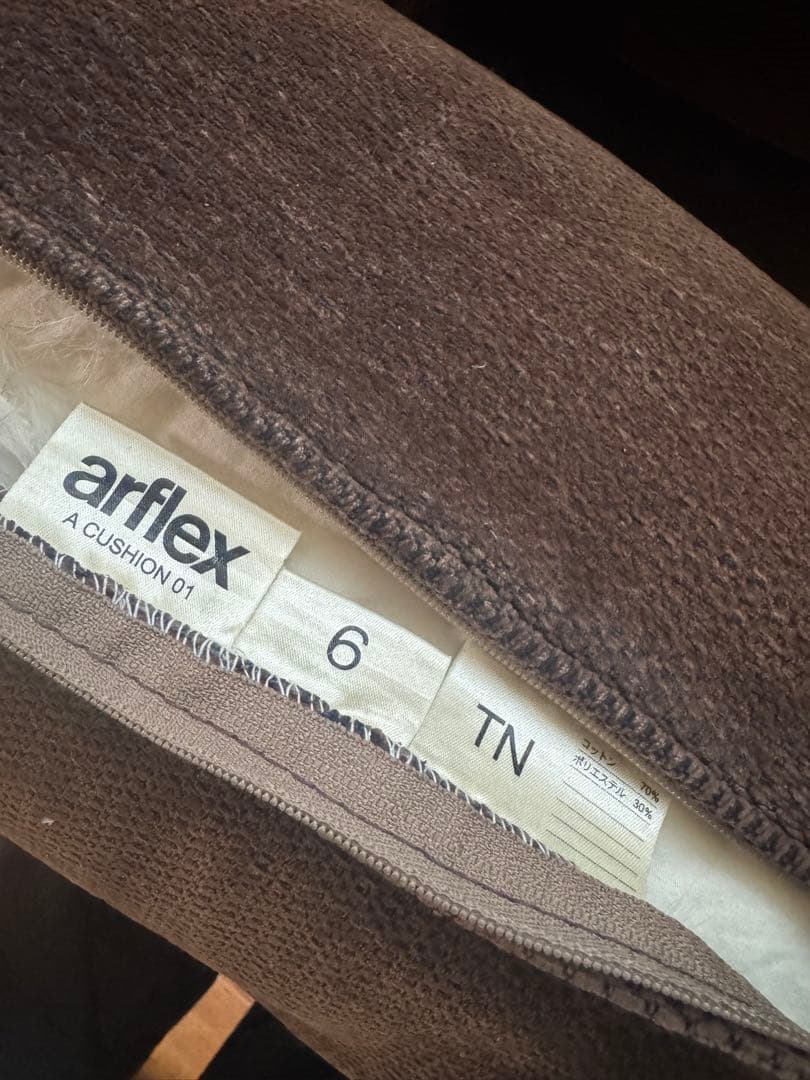 arflex
A CUSHION 01
6
TN
コットン 70%
ポリエステル 30%